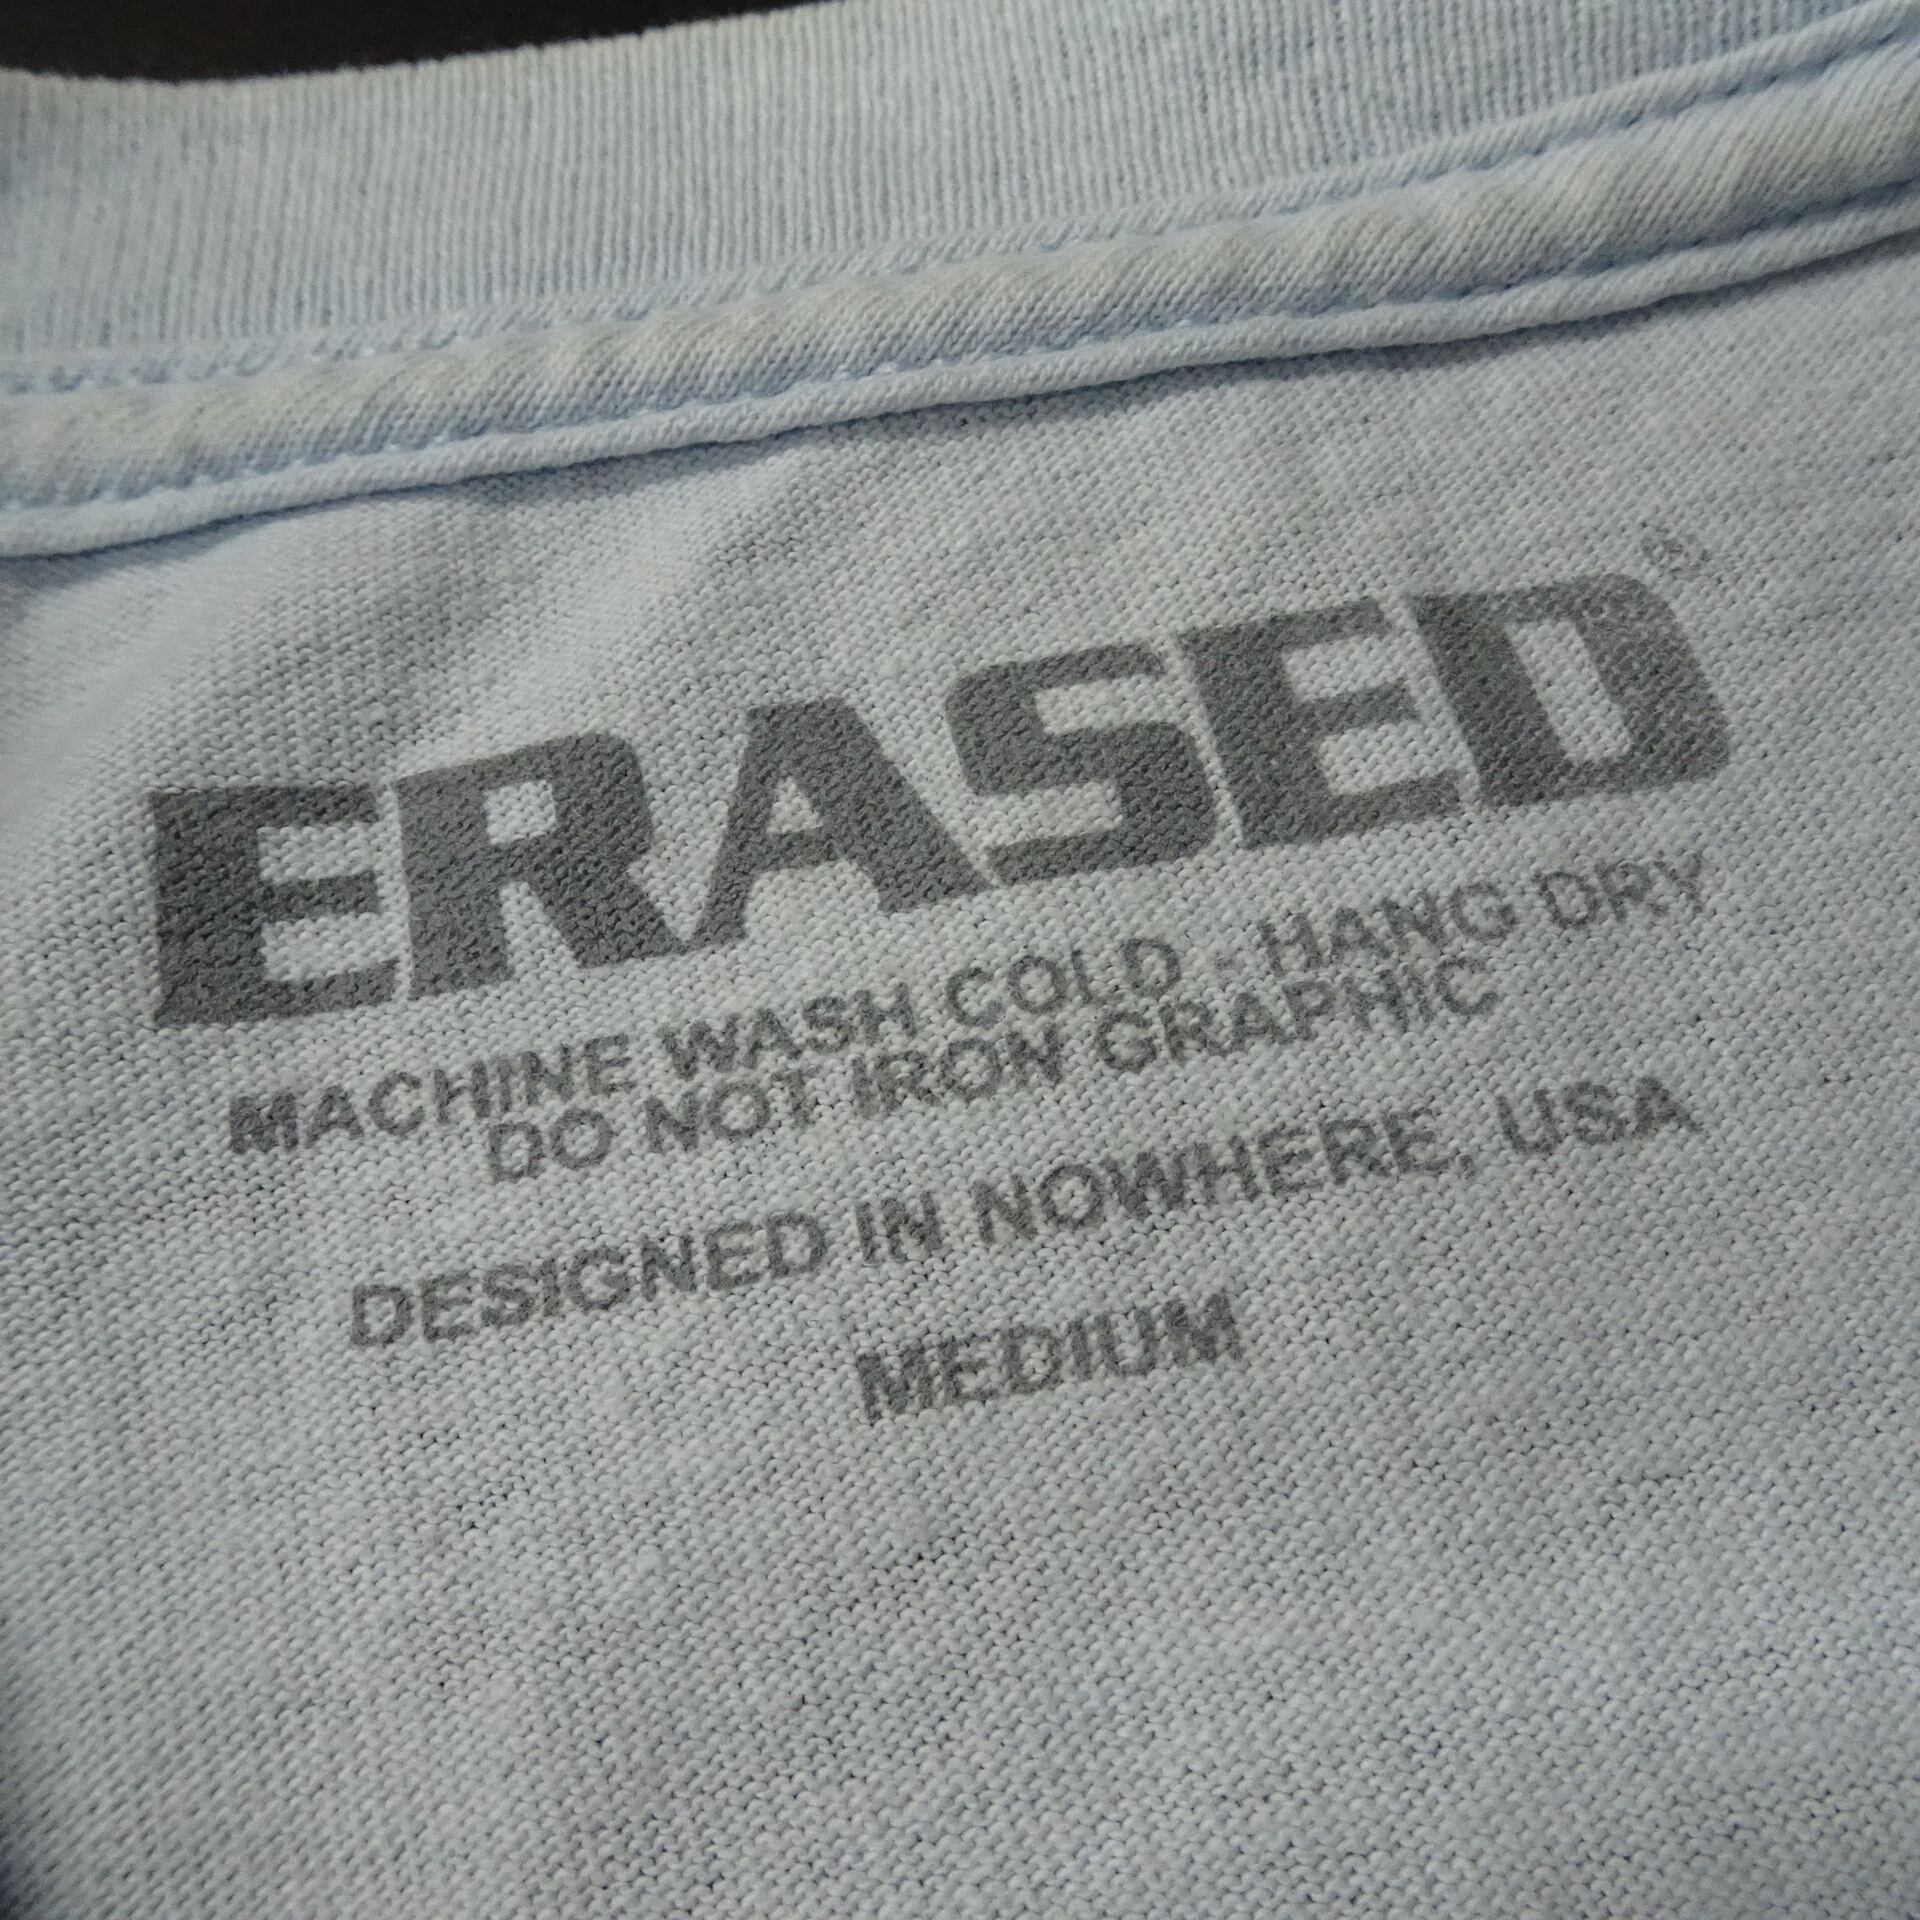 ERASED®
MACHINE WASH COLD - HANG DRY
DO NOT IRON GRAPHIC
DESIGNED IN NOWHERE, USA
MEDIUM